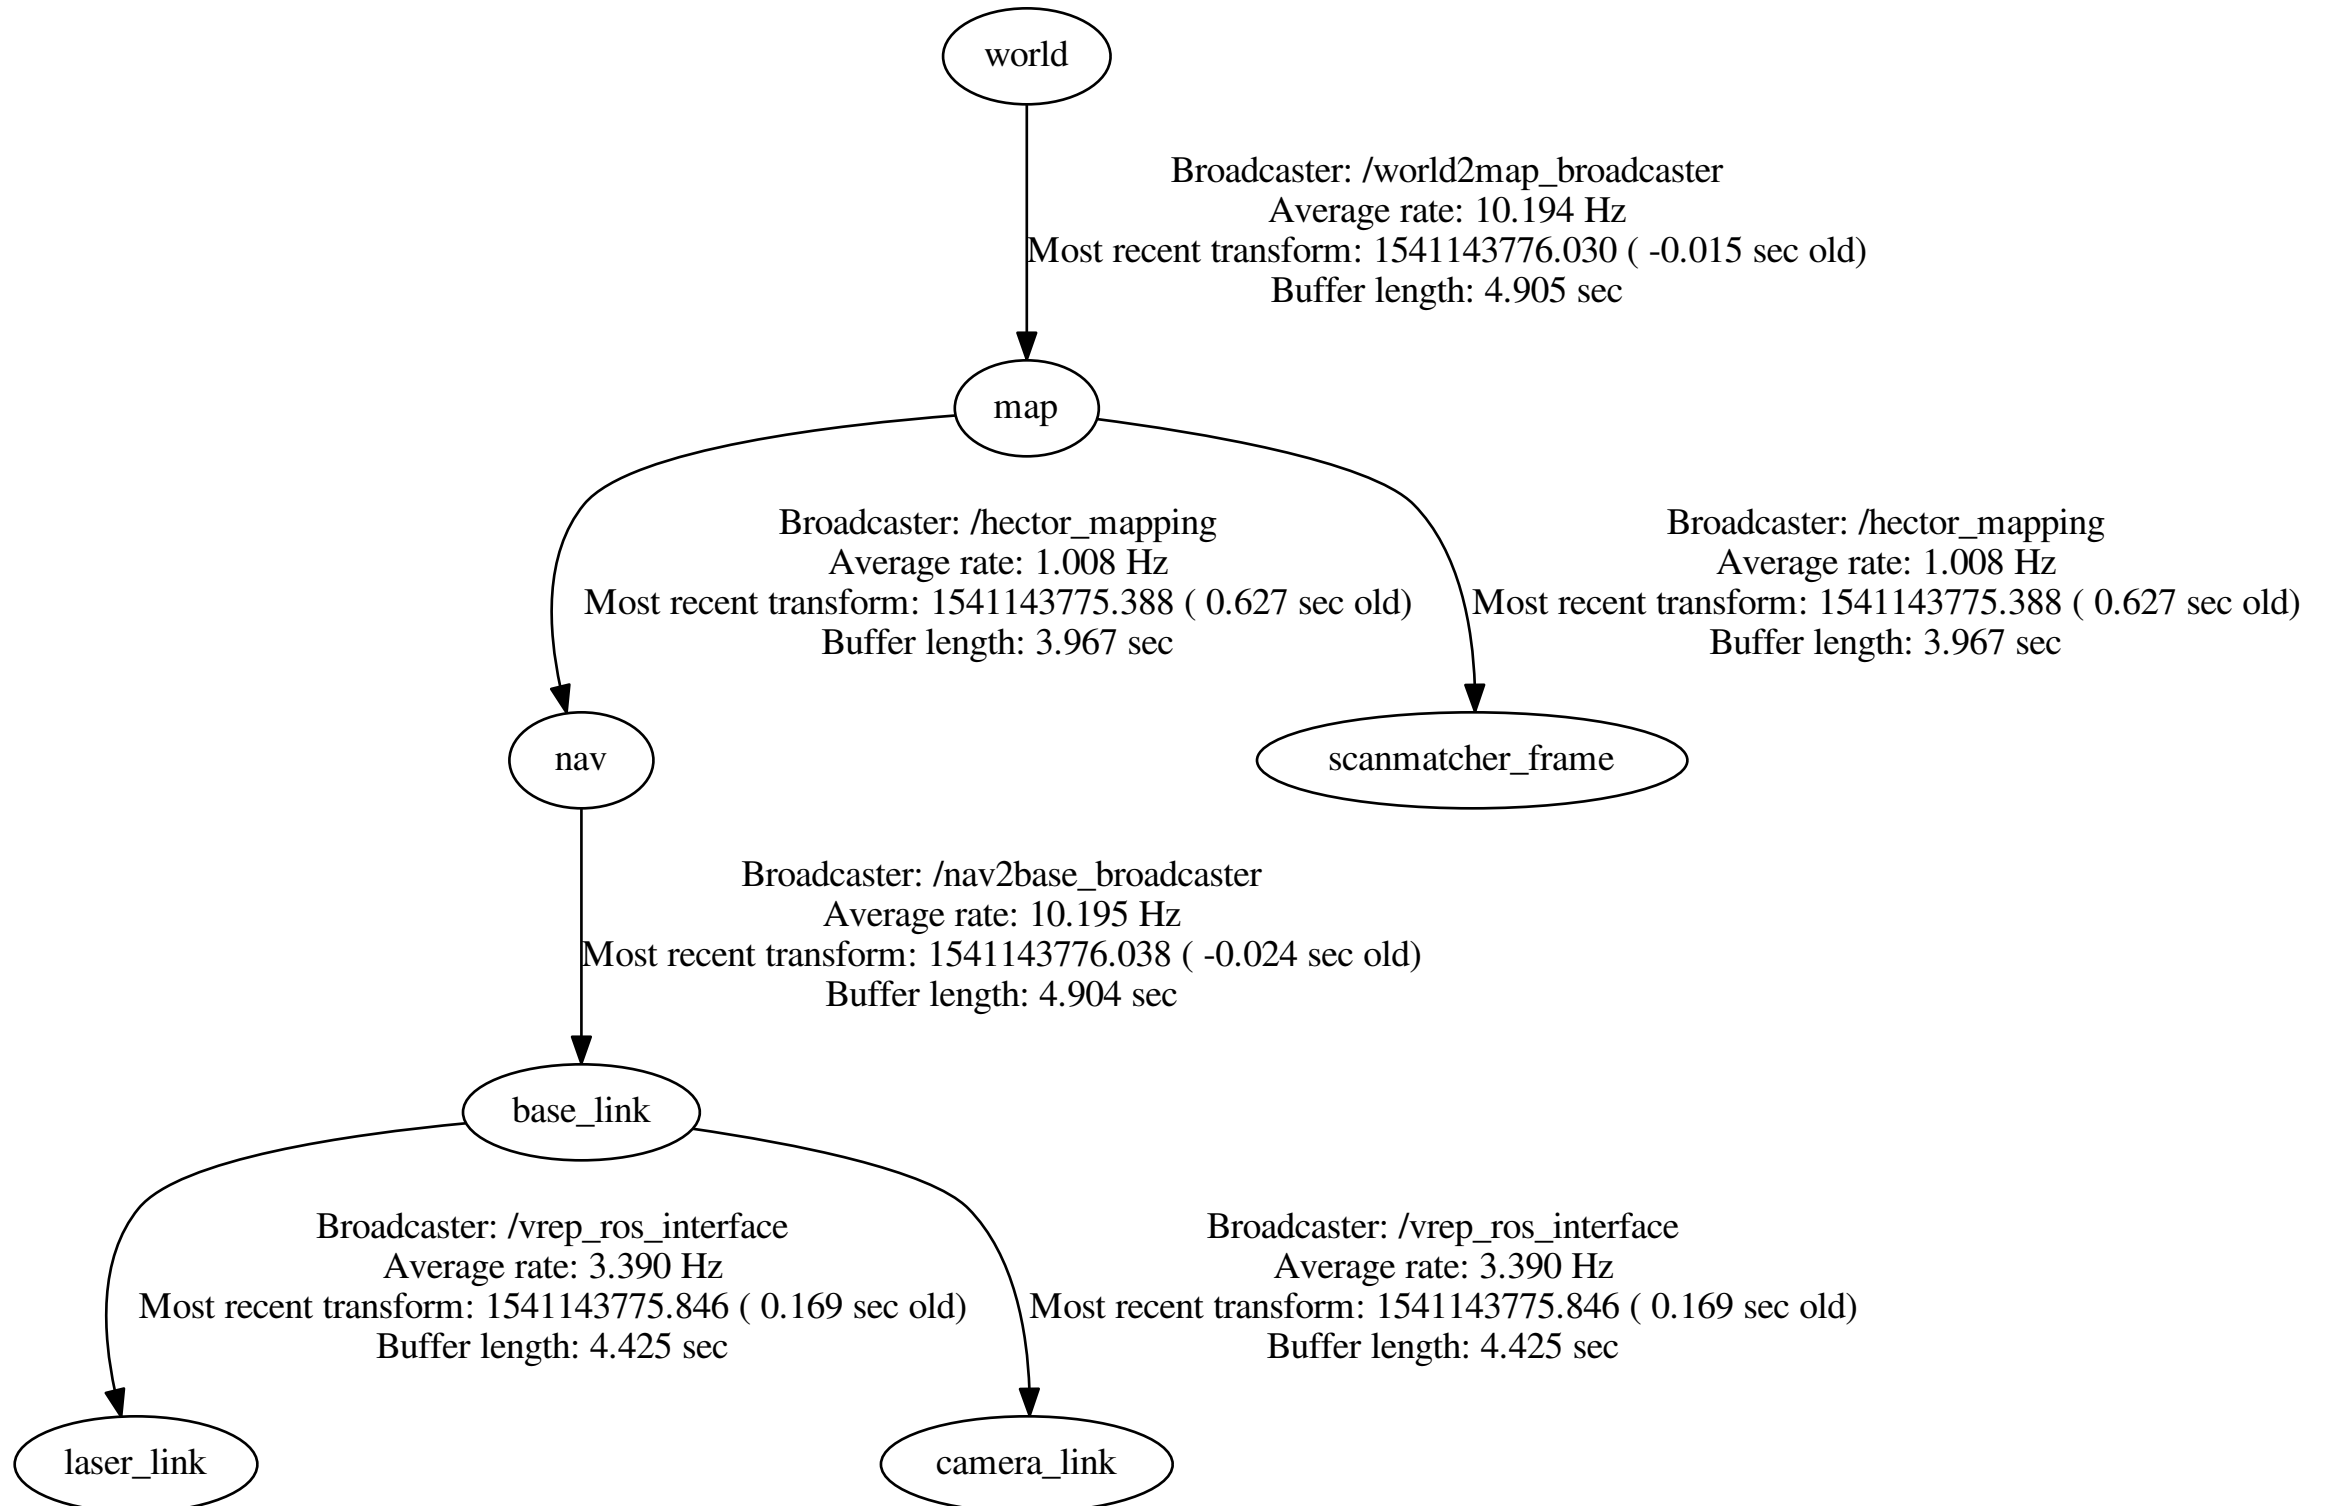 world
Broadcaster: /world2map_broadcaster
Average rate: 10.194 Hz
Most recent transform: 1541143776.030 ( -0.015 sec old)
Buffer length: 4.905 sec
map
Broadcaster: /hector_mapping
Average rate: 1.008 Hz
Most recent transform: 1541143775.388 ( 0.627 sec old)
Buffer length: 3.967 sec
Broadcaster: /hector_mapping
Average rate: 1.008 Hz
Most recent transform: 1541143775.388 ( 0.627 sec old)
Buffer length: 3.967 sec
nav
scanmatcher_frame
Broadcaster: /nav2base_broadcaster
Average rate: 10.195 Hz
Most recent transform: 1541143776.038 ( -0.024 sec old)
Buffer length: 4.904 sec
base_link
Broadcaster: /vrep_ros_interface
Average rate: 3.390 Hz
Most recent transform: 1541143775.846 ( 0.169 sec old)
Buffer length: 4.425 sec
Broadcaster: /vrep_ros_interface
Average rate: 3.390 Hz
Most recent transform: 1541143775.846 ( 0.169 sec old)
Buffer length: 4.425 sec
laser_link
camera_link